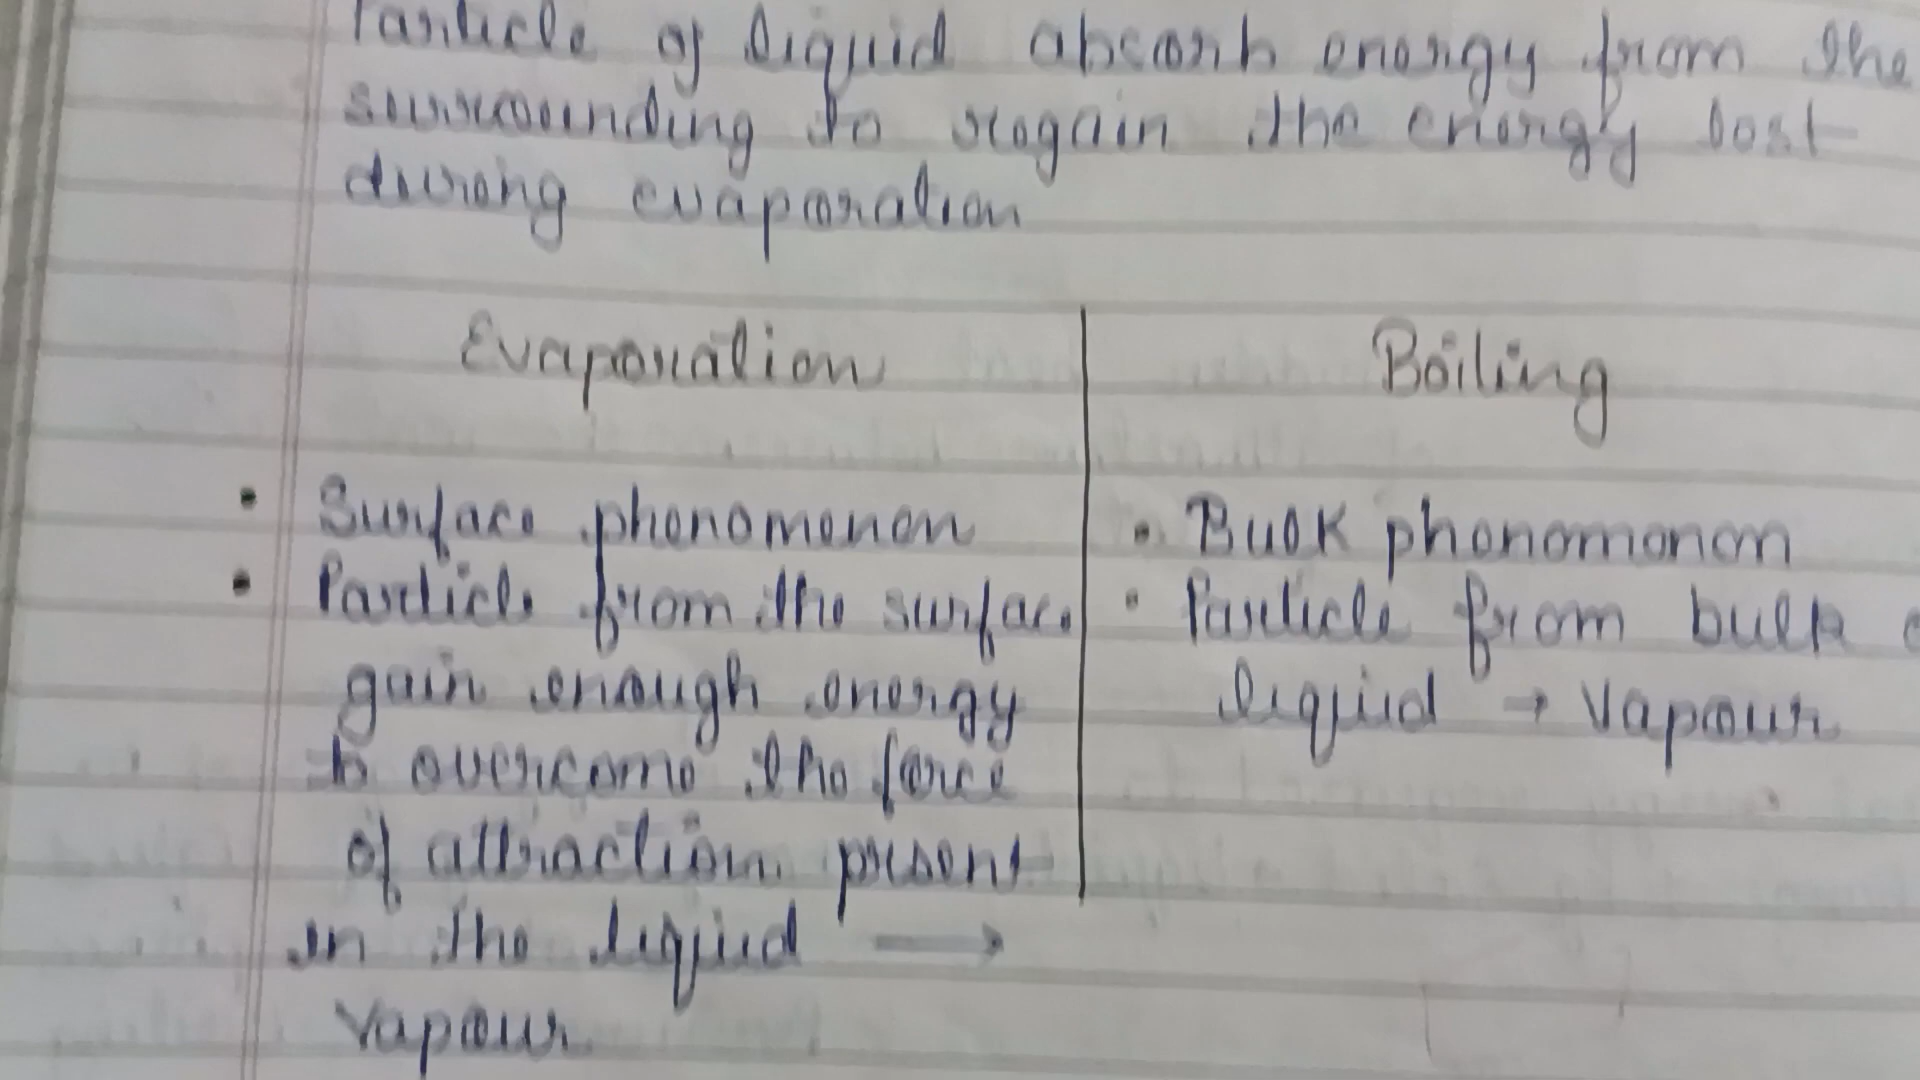 Particle of liquid absorb energy from the
surrounding to regain the energy lost
during evaporation
Evaporation
Boiling
• Surface phenomenon
• Particle from the surface
gain enough energy
to overcome the force
of attraction present
in the liquid →
Vapour
• Bulk phenomenon
• Particle from bulk
liquid → Vapour